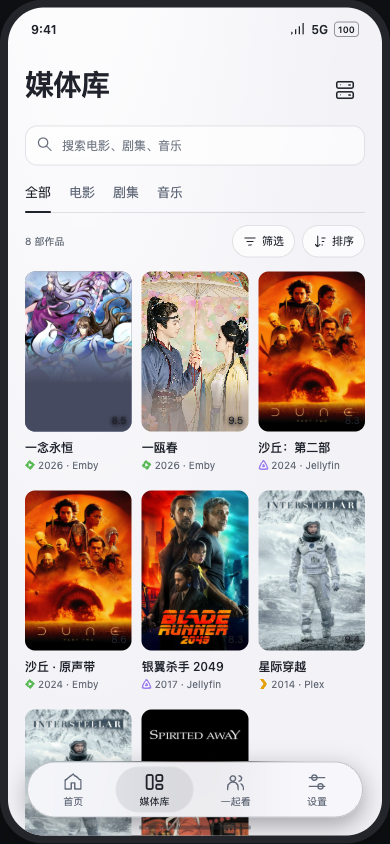 9:41
5G 100
媒体库
搜索电影、剧集、音乐
全部 电影 剧集 音乐
8 部作品 筛选 排序
9.5
DUNE
PART TWO
一念永恒 一瓯春 沙丘：第二部
2026 · Emby 2026 · Emby 2024 · Jellyfin
INTERSTELLAR
DUNE
PART TWO
BLADE
RUNNER
2049
沙丘 · 原声带 银翼杀手 2049 星际穿越
2024 · Emby 2017 · Jellyfin 2014 · Plex
INTERSTELLAR
SPIRITED AWAY
首页 媒体库 一起看 设置